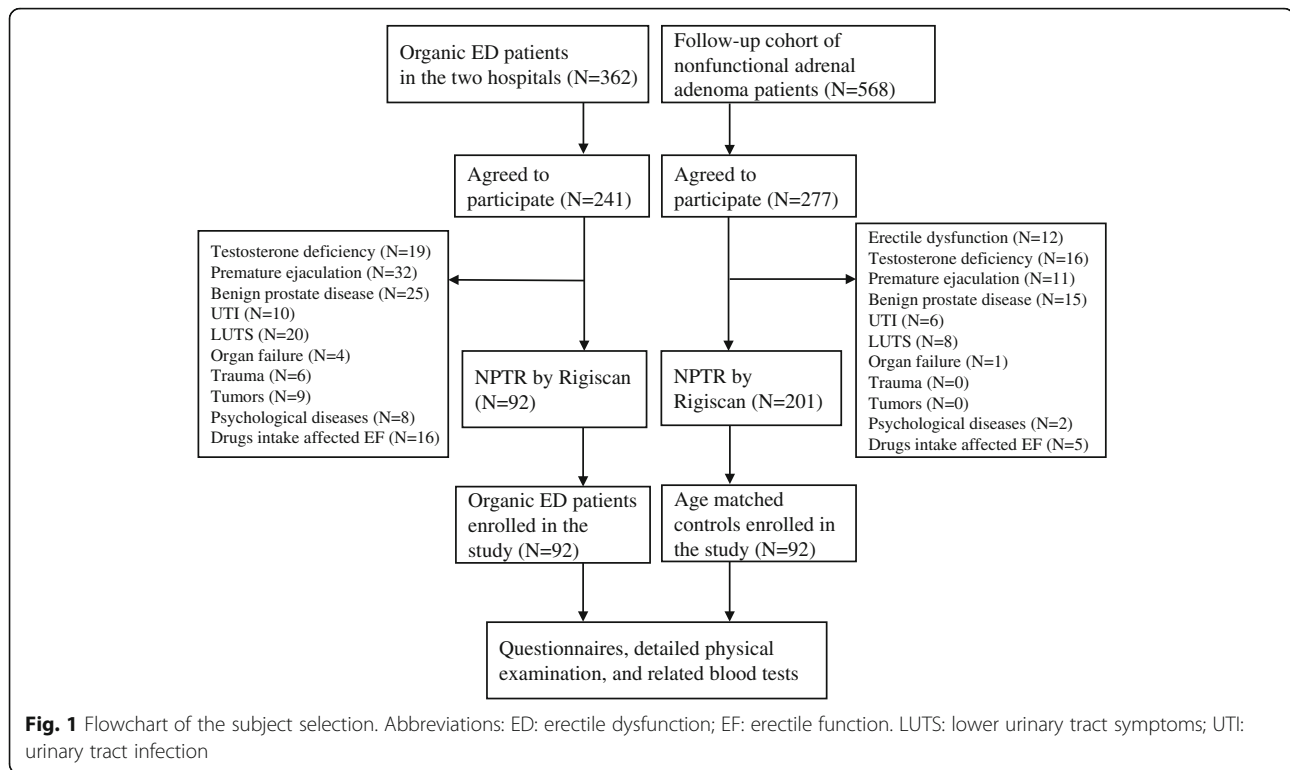 Organic ED patients
in the two hospitals (N=362)
Follow-up cohort of
nonfunctional adrenal
adenoma patients (N=568)
Agreed to
participate (N=241)
Agreed to
participate (N=277)
Testosterone deficiency (N=19)
Premature ejaculation (N=32)
Benign prostate disease (N=25)
UTI (N=10)
LUTS (N=20)
Organ failure (N=4)
Trauma (N=6)
Tumors (N=9)
Psychological diseases (N=8)
Drugs intake affected EF (N=16)
Erectile dysfunction (N=12)
Testosterone deficiency (N=16)
Premature ejaculation (N=11)
Benign prostate disease (N=15)
UTI (N=6)
LUTS (N=8)
Organ failure (N=1)
Trauma (N=0)
Tumors (N=0)
Psychological diseases (N=2)
Drugs intake affected EF (N=5)
NPTR by Rigiscan
(N=92)
NPTR by
Rigiscan (N=201)
Organic ED patients
enrolled in the
study (N=92)
Age matched
controls enrolled in
the study (N=92)
Questionnaires, detailed physical
examination, and related blood tests
Fig. 1 Flowchart of the subject selection. Abbreviations: ED: erectile dysfunction; EF: erectile function. LUTS: lower urinary tract symptoms; UTI:
urinary tract infection